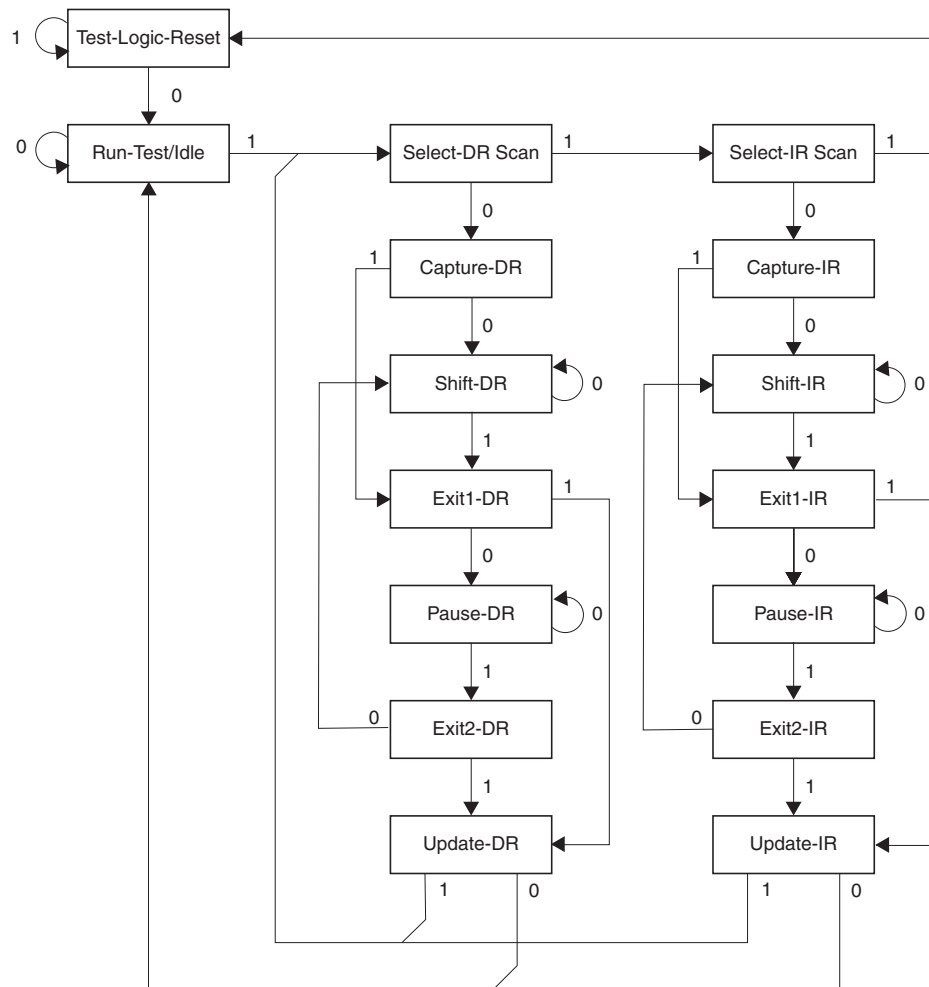 1 Test-Logic-Reset
0
0 Run-Test/Idle 1 Select-DR Scan 1 Select-IR Scan 1
0 0
1 Capture-DR 1 Capture-IR
0 0
Shift-DR 0 Shift-IR 0
1 1
Exit1-DR 1 Exit1-IR 1
0 0
Pause-DR 0 Pause-IR 0
1 1
0 Exit2-DR 0 Exit2-IR
1 1
Update-DR Update-IR
1 0 1 0